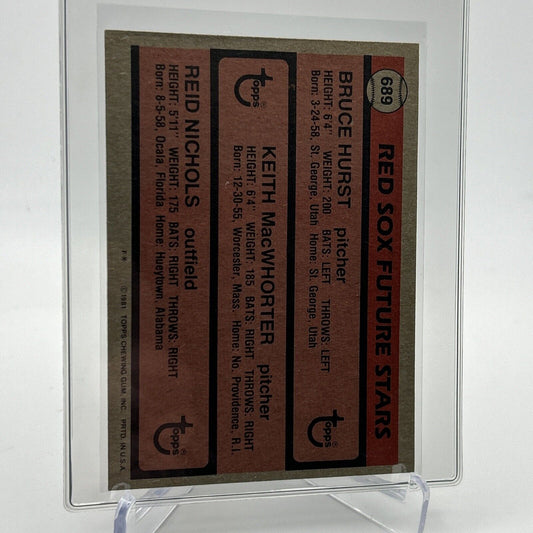 689
RED SOX FUTURE STARS
BRUCE HURST pitcher
HEIGHT: 6'4" WEIGHT: 200 BATS: LEFT THROWS: LEFT
Born: 3-24-58, St. George, Utah Home: St. George, Utah
Topps
Topps
KEITH MacWHORTER pitcher
HEIGHT: 6'4" WEIGHT: 185 BATS: RIGHT THROWS: RIGHT
Born: 12-30-55, Worcester, Mass. Home: No. Providence, R.I.
REID NICHOLS outfield
HEIGHT: 5'11" WEIGHT: 175 BATS: RIGHT THROWS: RIGHT
Born: 8-5-58, Ocala, Florida Home: Hueytown, Alabama
Topps
F* © 1981 TOPPS CHEWING GUM, INC. PRTD. IN U.S.A.